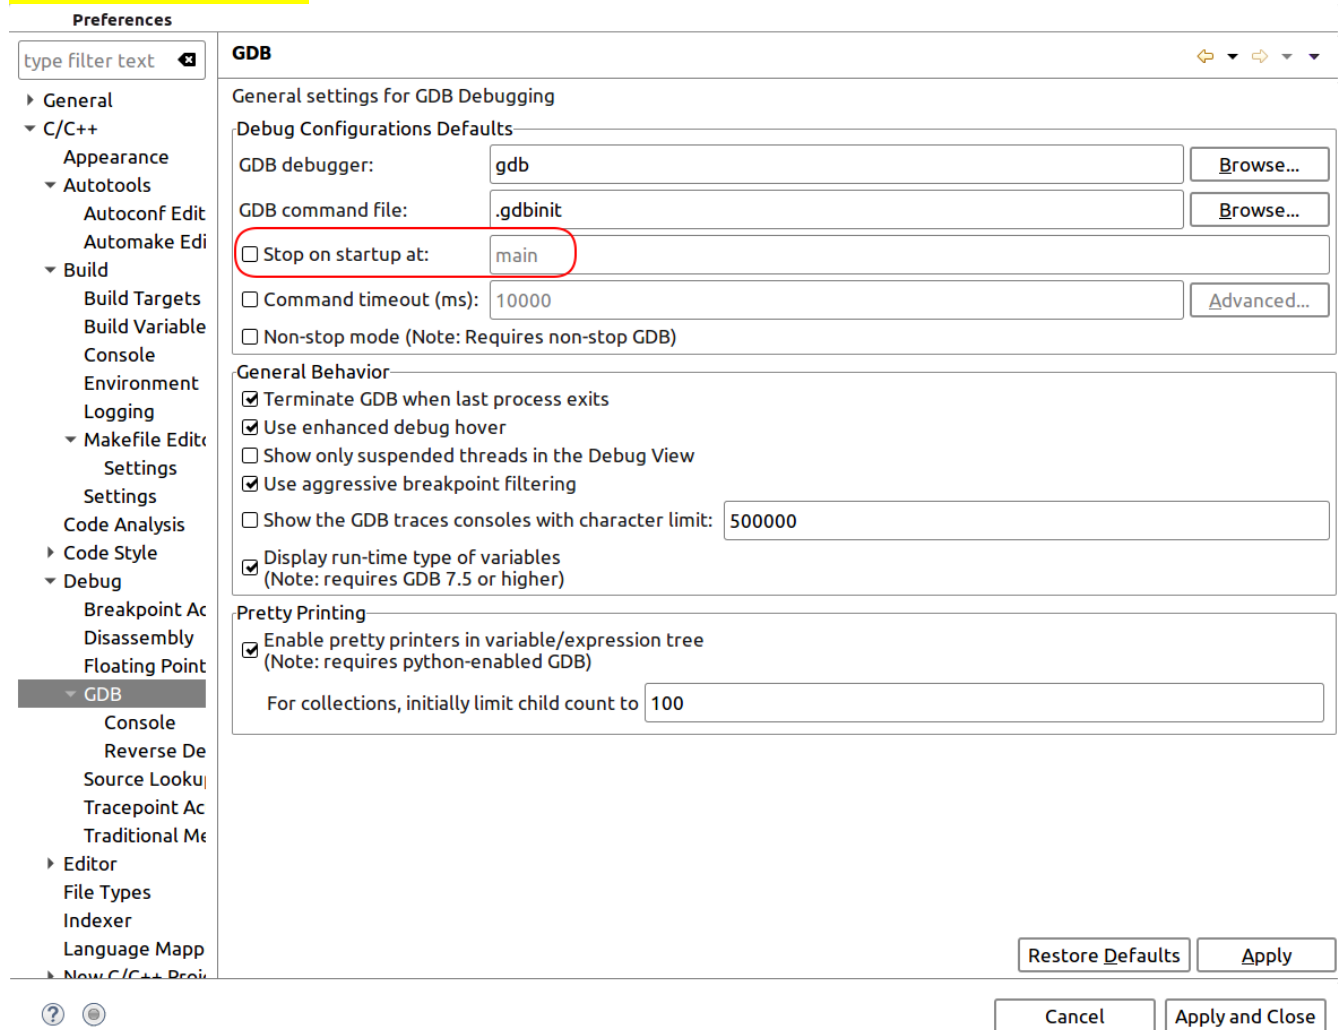 Preferences
type filter text
General
C/C++
Appearance
Autotools
Autoconf Edit
Automake Edi
Build
Build Targets
Build Variable
Console
Environment
Logging
Makefile Edito
Settings
Settings
Code Analysis
Code Style
Debug
Breakpoint Ac
Disassembly
Floating Point
GDB
Console
Reverse De
Source Looku
Tracepoint Ac
Traditional Me
Editor
File Types
Indexer
Language Mapp
New C/C++ Proje
GDB
General settings for GDB Debugging
Debug Configurations Defaults
GDB debugger: gdb Browse...
GDB command file: .gdbinit Browse...
Stop on startup at: main
Command timeout (ms): 10000 Advanced...
Non-stop mode (Note: Requires non-stop GDB)
General Behavior
Terminate GDB when last process exits
Use enhanced debug hover
Show only suspended threads in the Debug View
Use aggressive breakpoint filtering
Show the GDB traces consoles with character limit: 500000
Display run-time type of variables
(Note: requires GDB 7.5 or higher)
Pretty Printing
Enable pretty printers in variable/expression tree
(Note: requires python-enabled GDB)
For collections, initially limit child count to 100
Restore Defaults Apply
Cancel Apply and Close